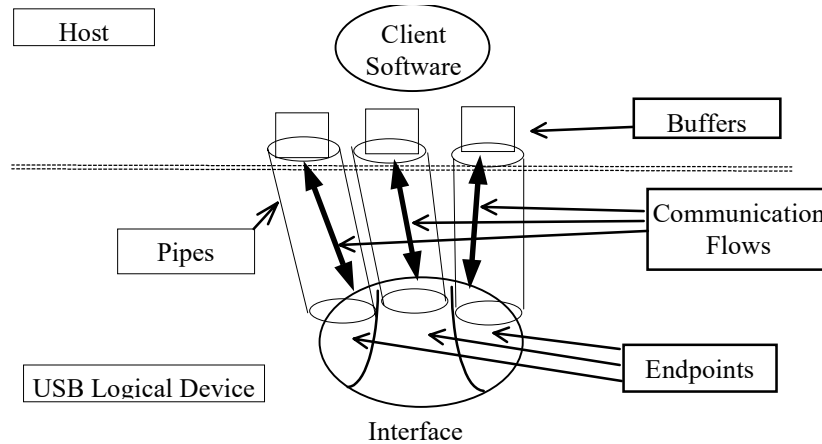 Host
Client
Software
Buffers
Communication
Flows
Pipes
Endpoints
USB Logical Device
Interface